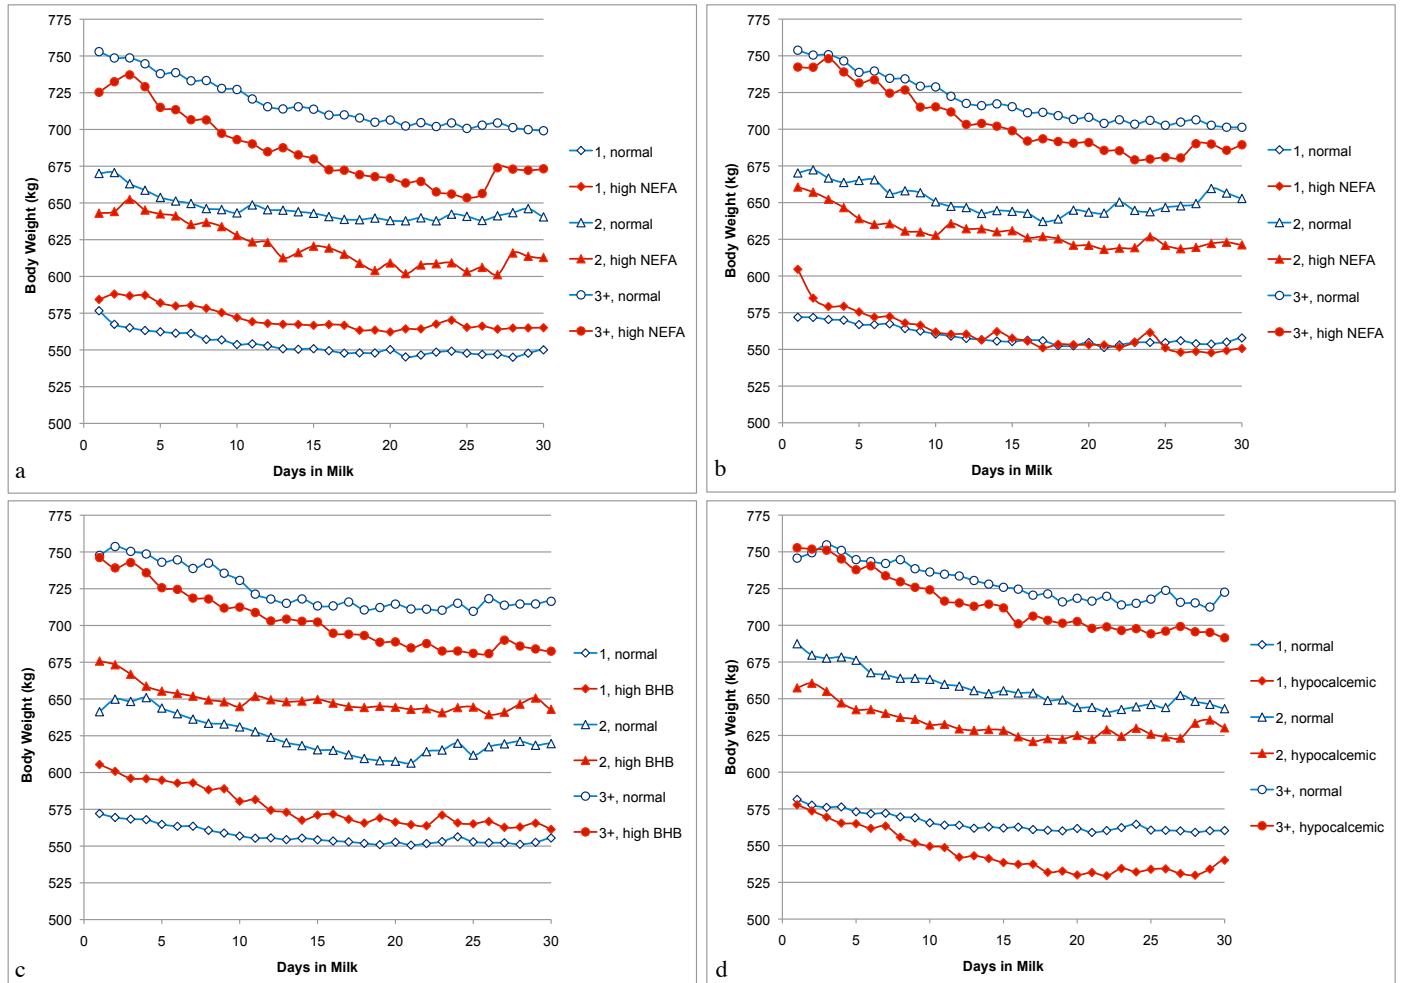 775
750
725
700
675
650
625
600
575
550
525
500
Body Weight (kg)
0 5 10 15 20 25 30
Days in Milk
1, normal
1, high NEFA
2, normal
2, high NEFA
3+, normal
3+, high NEFA
a
775
750
725
700
675
650
625
600
575
550
525
500
Body Weight (kg)
0 5 10 15 20 25 30
Days in Milk
1, normal
1, high NEFA
2, normal
2, high NEFA
3+, normal
3+, high NEFA
b
775
750
725
700
675
650
625
600
575
550
525
500
Body Weight (kg)
0 5 10 15 20 25 30
Days in Milk
1, normal
1, high BHB
2, normal
2, high BHB
3+, normal
3+, high BHB
c
775
750
725
700
675
650
625
600
575
550
525
500
Body Weight (kg)
0 5 10 15 20 25 30
Days in Milk
1, normal
1, hypocalcemic
2, normal
2, hypocalcemic
3+, normal
3+, hypocalcemic
d